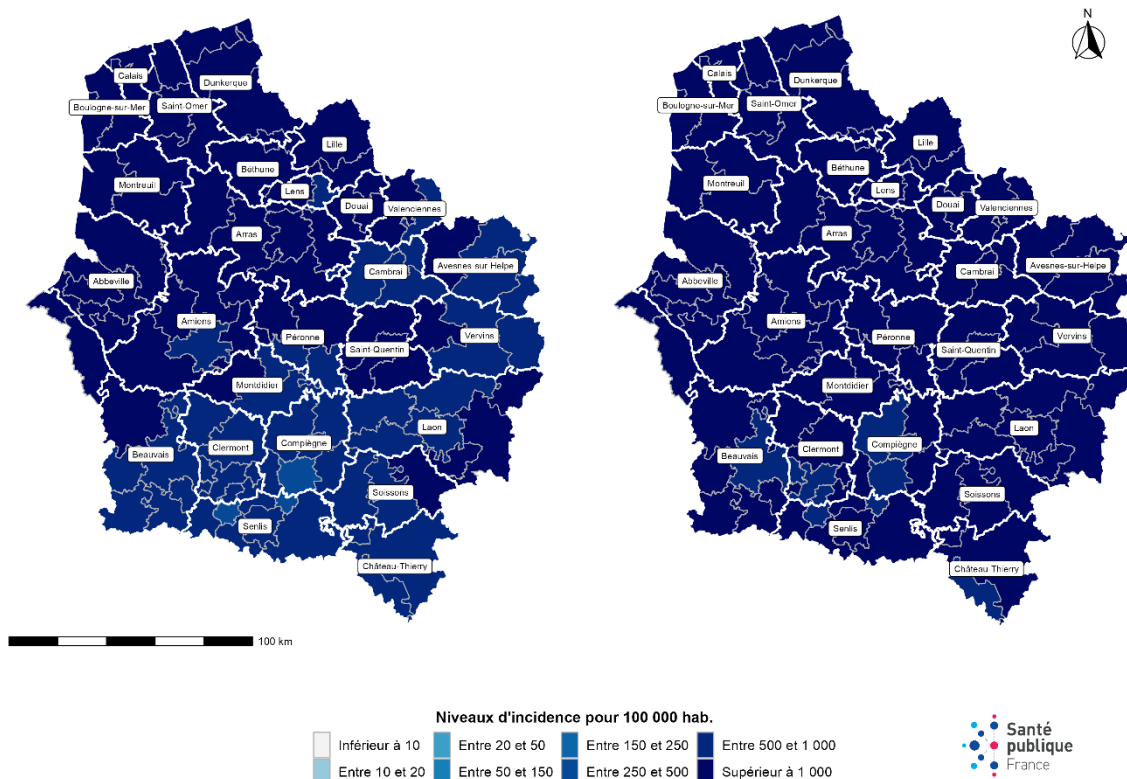 N
Calais
Dunkerque
Boulogne-sur-Mer
Saint-Omer
Lille
Béthune
Montreuil
Lens
Douai
Valenciennes
Arras
Cambrai
Avesnes sur Helpe
Abbeville
Amions
Péronne
Saint-Quentin
Vervins
Montdidier
Laon
Beauvais
Clermont
Compiègne
Soissons
Senlis
Château-Thierry
Calais
Dunkerque
Boulogne-sur-Mer
Saint-Omer
Lille
Béthune
Montreuil
Lens
Douai
Valenciennes
Arras
Cambrai
Avesnes-sur-Helpe
Abbeville
Amions
Péronne
Saint-Quentin
Vervins
Montdidier
Laon
Beauvais
Clermont
Compiègne
Soissons
Senlis
Château Thierry
100 km
Niveaux d'incidence pour 100 000 hab.
Inférieur à 10
Entre 20 et 50
Entre 150 et 250
Entre 500 et 1 000
Entre 10 et 20
Entre 50 et 150
Entre 250 et 500
Supérieur à 1 000
Santé
publique
France